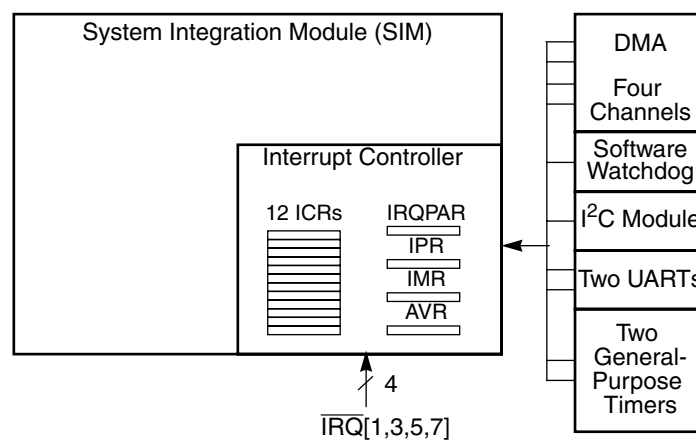 System Integration Module (SIM)
Interrupt Controller
12 ICRs
IRQPAR
IPR
IMR
AVR
4
IRQ[1,3,5,7]
DMA
Four
Channels
Software
Watchdog
I²C Module
Two UARTs
Two
General-
Purpose
Timers